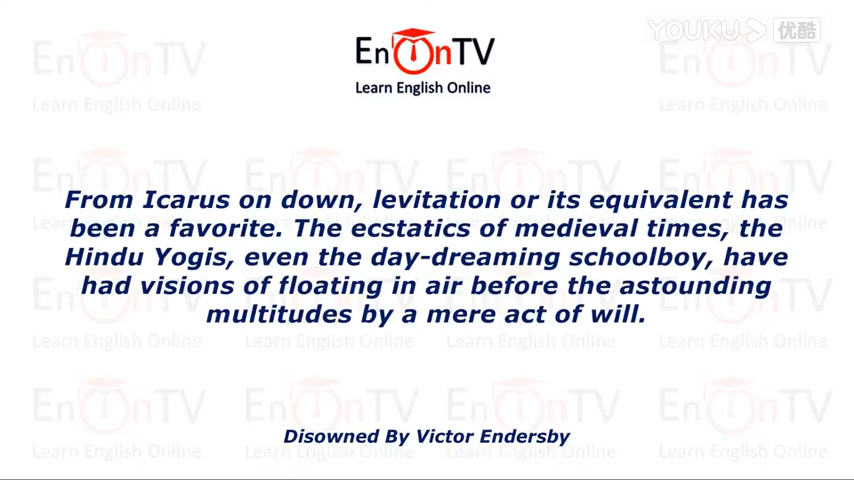 YOUKU 优酷
EnOnTV
Learn English Online
From Icarus on down, levitation or its equivalent has
been a favorite. The ecstatics of medieval times, the
Hindu Yogis, even the day-dreaming schoolboy, have
had visions of floating in air before the astounding
multitudes by a mere act of will.
Disowned By Victor Endersby